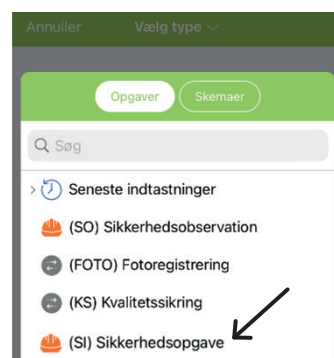 Annuller Vælg type
Opgaver Skemaer
Søg
Seneste indtastninger
(SO) Sikkerhedsobservation
(FOTO) Fotoregistrering
(KS) Kvalitetssikring
(SI) Sikkerhedsopgave